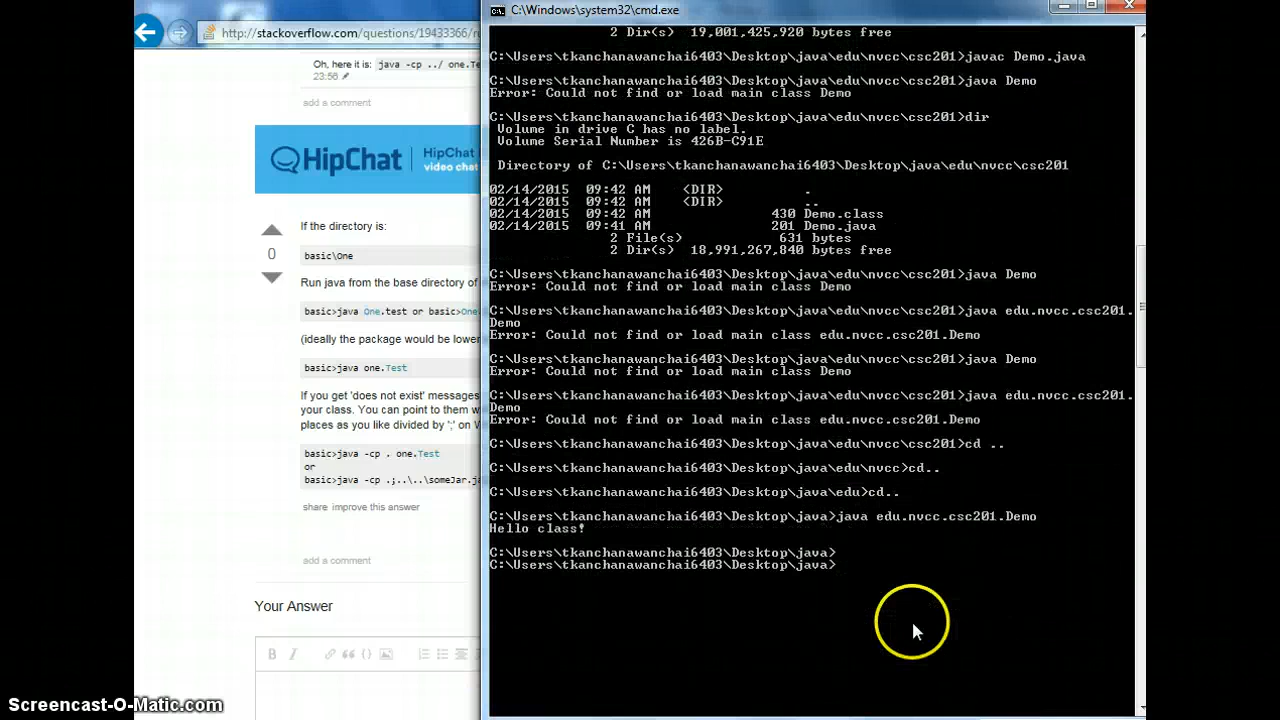 http://stackoverflow.com/questions/19433366/ru
Oh, here it is: java -cp ../ one.Te
23:56
add a comment
HipChat
HipChat
video chat
If the directory is:
0
basic\One
Run java from the base directory of
basic>java One.test or basic>One.
(ideally the package would be lower
basic>java one.Test
If you get 'does not exist' messages
your class. You can point to them w
places as you like divided by ';' on W
basic>java -cp . one.Test
or
basic>java -cp .;..\..\someJar.ja
share improve this answer
add a comment
Your Answer
B I
C:\Windows\system32\cmd.exe
2 Dir(s) 19,001,425,920 bytes free
C:\Users\tkanchanawanchai6403\Desktop\java\edu\nvcc\csc201>javac Demo.java
C:\Users\tkanchanawanchai6403\Desktop\java\edu\nvcc\csc201>java Demo
Error: Could not find or load main class Demo
C:\Users\tkanchanawanchai6403\Desktop\java\edu\nvcc\csc201>dir
Volume in drive C has no label.
Volume Serial Number is 426B-C91E
Directory of C:\Users\tkanchanawanchai6403\Desktop\java\edu\nvcc\csc201
02/14/2015 09:42 AM <DIR> .
02/14/2015 09:42 AM <DIR> ..
02/14/2015 09:42 AM 430 Demo.class
02/14/2015 09:41 AM 201 Demo.java
2 File(s) 631 bytes
2 Dir(s) 18,991,267,840 bytes free
C:\Users\tkanchanawanchai6403\Desktop\java\edu\nvcc\csc201>java Demo
Error: Could not find or load main class Demo
C:\Users\tkanchanawanchai6403\Desktop\java\edu\nvcc\csc201>java edu.nvcc.csc201.
Demo
Error: Could not find or load main class edu.nvcc.csc201.Demo
C:\Users\tkanchanawanchai6403\Desktop\java\edu\nvcc\csc201>java Demo
Error: Could not find or load main class Demo
C:\Users\tkanchanawanchai6403\Desktop\java\edu\nvcc\csc201>java edu.nvcc.csc201.
Demo
Error: Could not find or load main class edu.nvcc.csc201.Demo
C:\Users\tkanchanawanchai6403\Desktop\java\edu\nvcc\csc201>cd ..
C:\Users\tkanchanawanchai6403\Desktop\java\edu\nvcc>cd..
C:\Users\tkanchanawanchai6403\Desktop\java\edu>cd..
C:\Users\tkanchanawanchai6403\Desktop\java>java edu.nvcc.csc201.Demo
Hello class!
C:\Users\tkanchanawanchai6403\Desktop\java>
C:\Users\tkanchanawanchai6403\Desktop\java>
Screencast-O-Matic.com